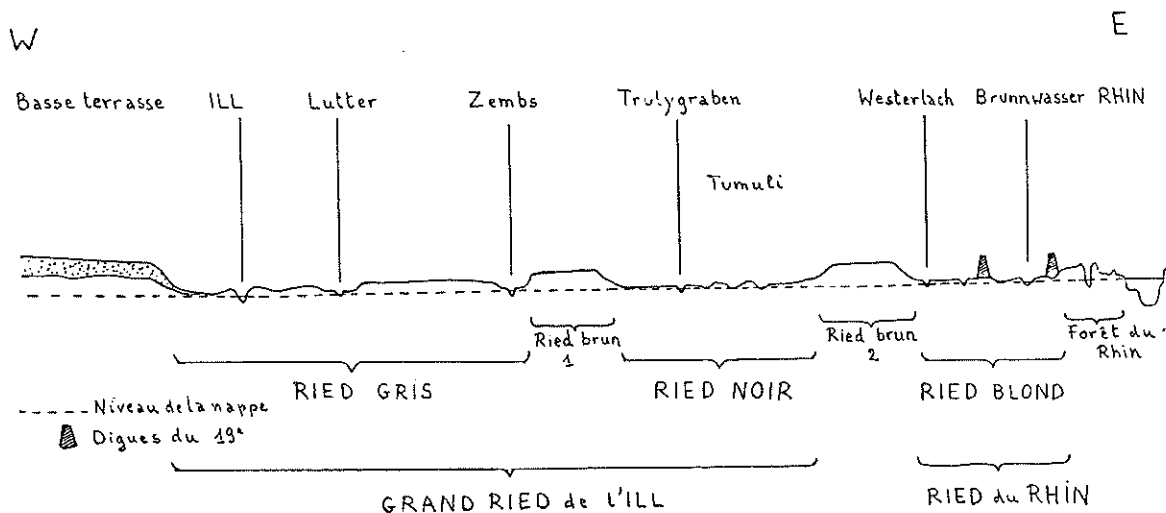 W E
Basse terrasse ILL Lutter Zembs Trulygraben Westerlach Brunnwasser RHIN
Tumuli
Ried brun
1
Ried brun
2
Forêt du
Rhin
RIED GRIS RIED NOIR RIED BLOND
---- Niveau de la nappe
Digues du 19e
GRAND RIED de l'ILL RIED du RHIN